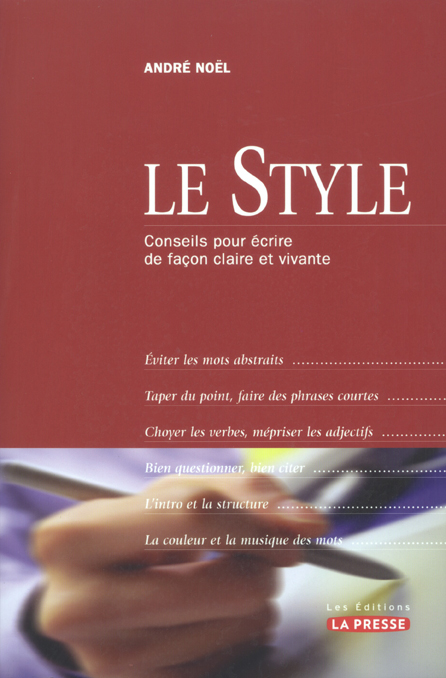 ANDRÉ NOËL
LE STYLE
Conseils pour écrire
de façon claire et vivante
Éviter les mots abstraits ................................
Taper du point, faire des phrases courtes .............
Choyer les verbes, mépriser les adjectifs ..............
Bien questionner, bien citer ............................
L'intro et la structure ...................................
La couleur et la musique des mots .....................
Les Éditions
LA PRESSE